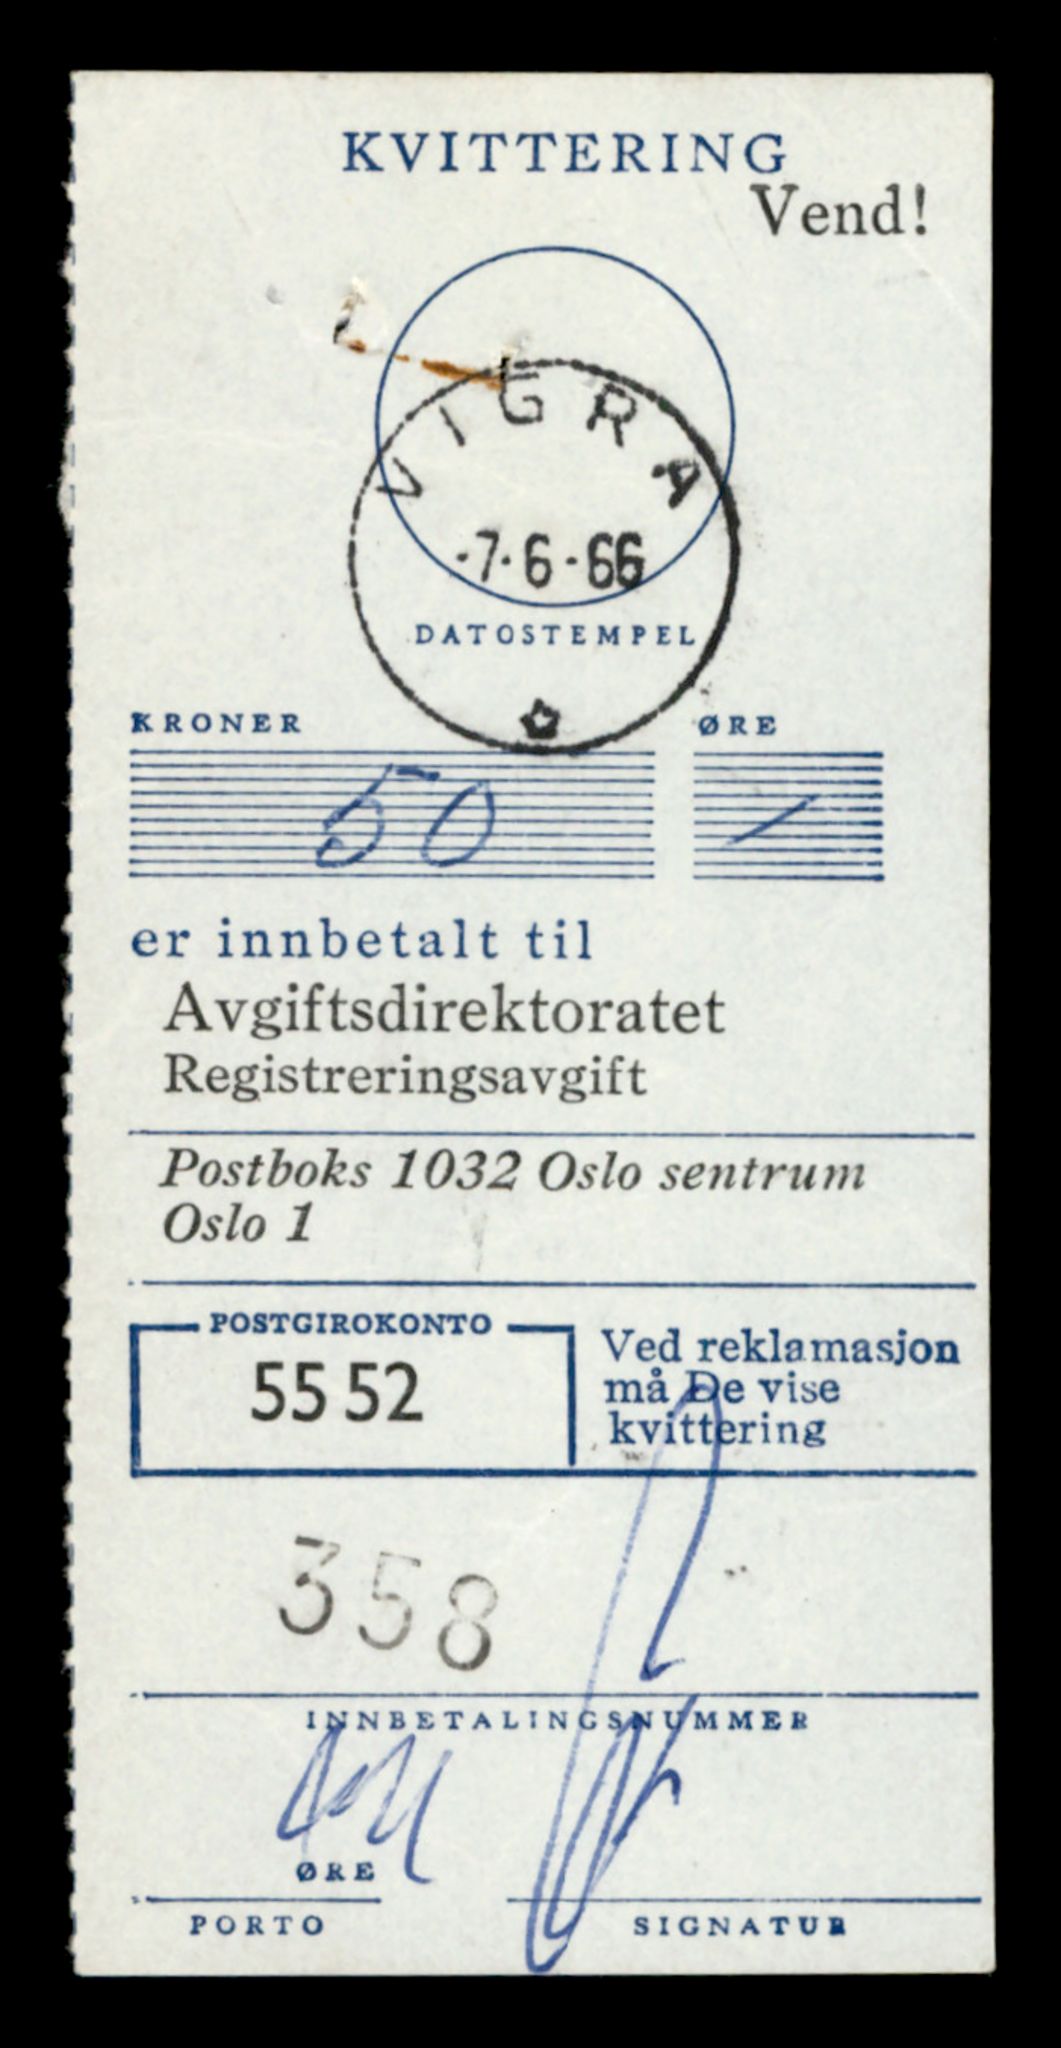 KVITTERING
Vend!
VIGRA
-7-6-66
DATOSTEMPEL
KRONER ØRE
50 /
er innbetalt til
Avgiftsdirektoratet
Registreringsavgift
Postboks 1032 Oslo sentrum
Oslo 1
POSTGIROKONTO
55 52
Ved reklamasjon
må De vise
kvittering
358
INNBETALINGSNUMMER
ØRE
PORTO SIGNATUR